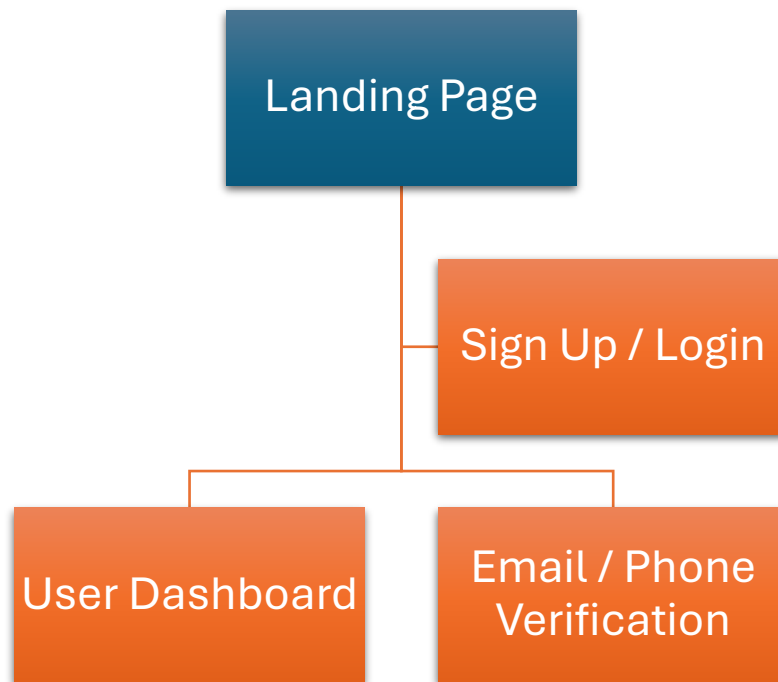 Landing Page
Sign Up / Login
User Dashboard
Email / Phone
Verification